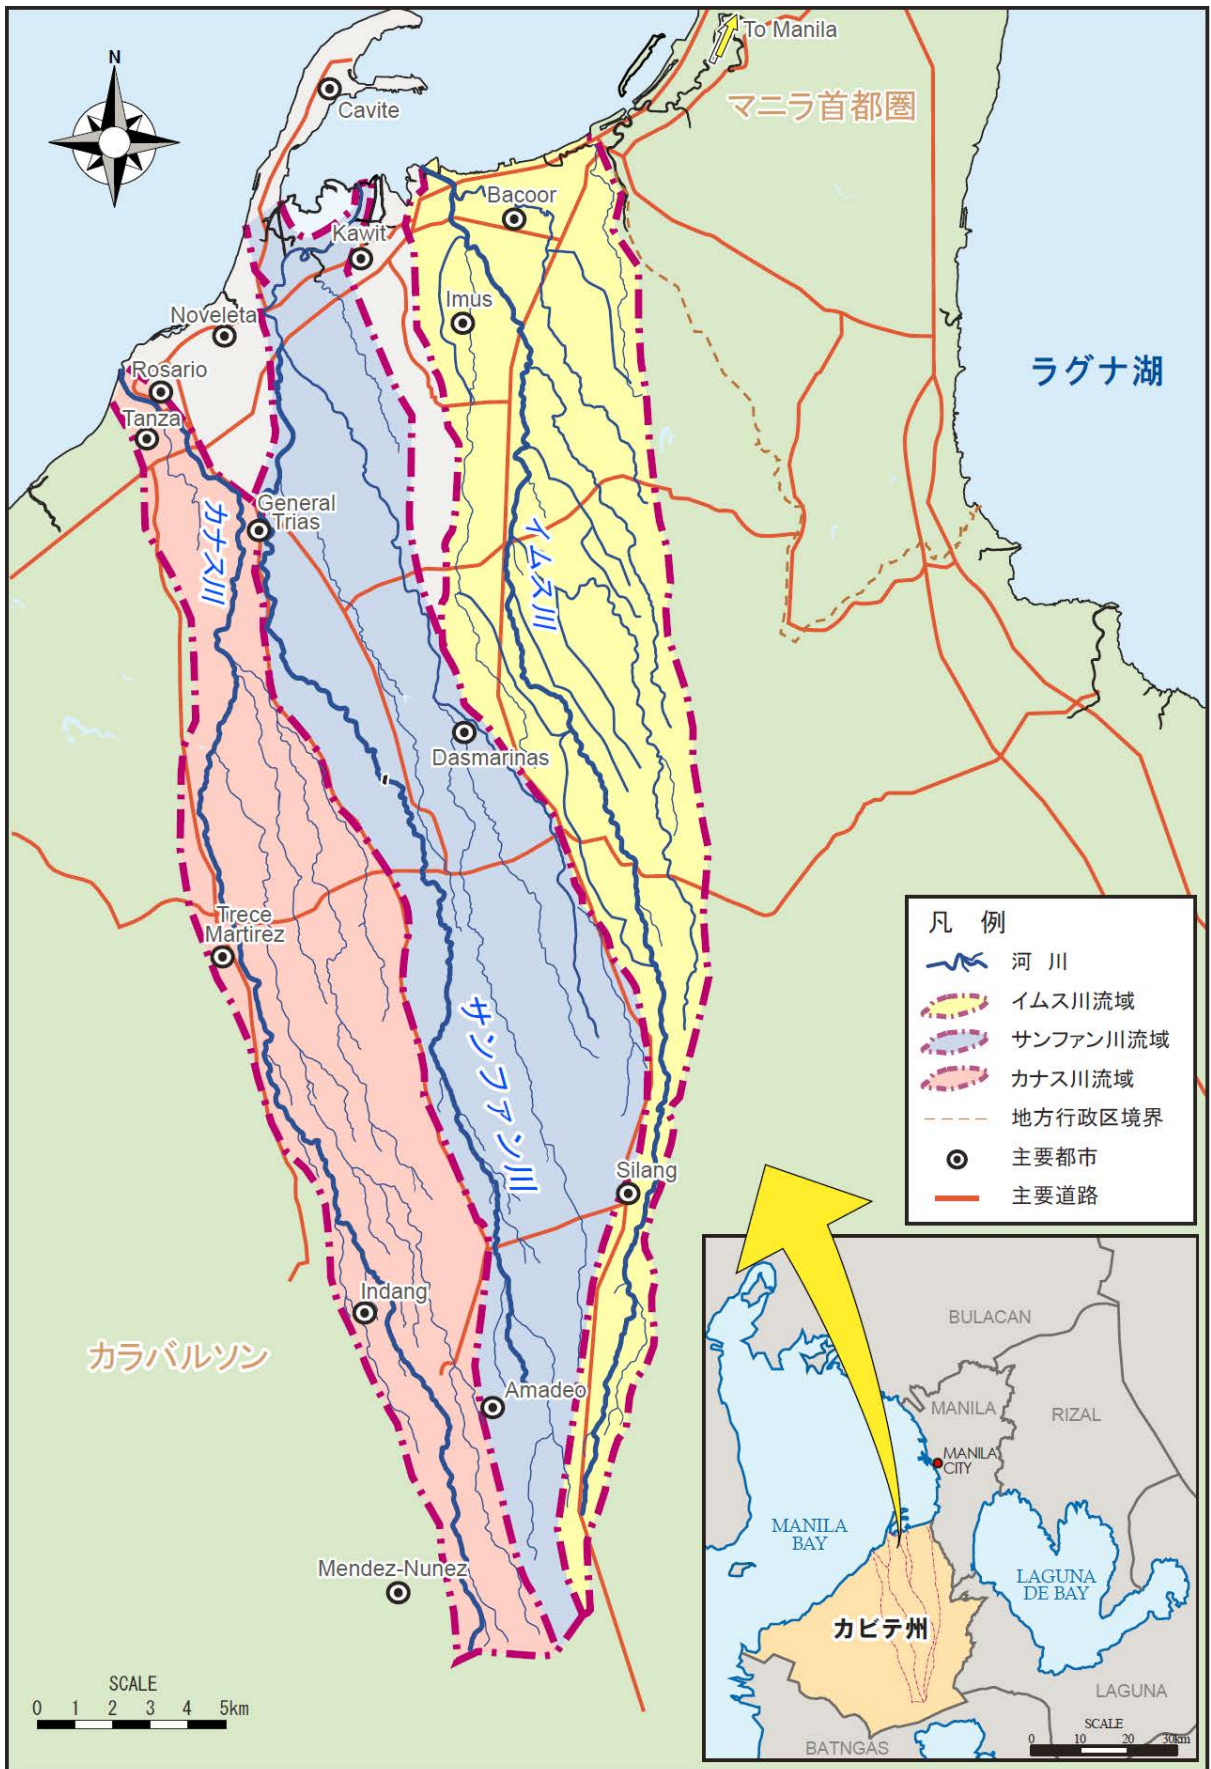 N
To Manila
マニラ首都圏
Cavite
Bacoor
Kawit
Imus
Noveleta
Rosario
Tanza
ラグナ湖
General
Trias
カナス川
イムス川
Dasmarinas
Trece
Martirez
サンファン川
Silang
Indang
カラバルソン
Amadeo
Mendez-Nunez
SCALE
0 1 2 3 4 5km
凡 例
河 川
イムス川流域
サンファン川流域
カナス川流域
地方行政区境界
主要都市
主要道路
BULACAN
MANILA
RIZAL
MANILA
CITY
MANILA
BAY
LAGUNA
DE BAY
カビテ州
LAGUNA
BATNGAS
SCALE
0 10 20 30km